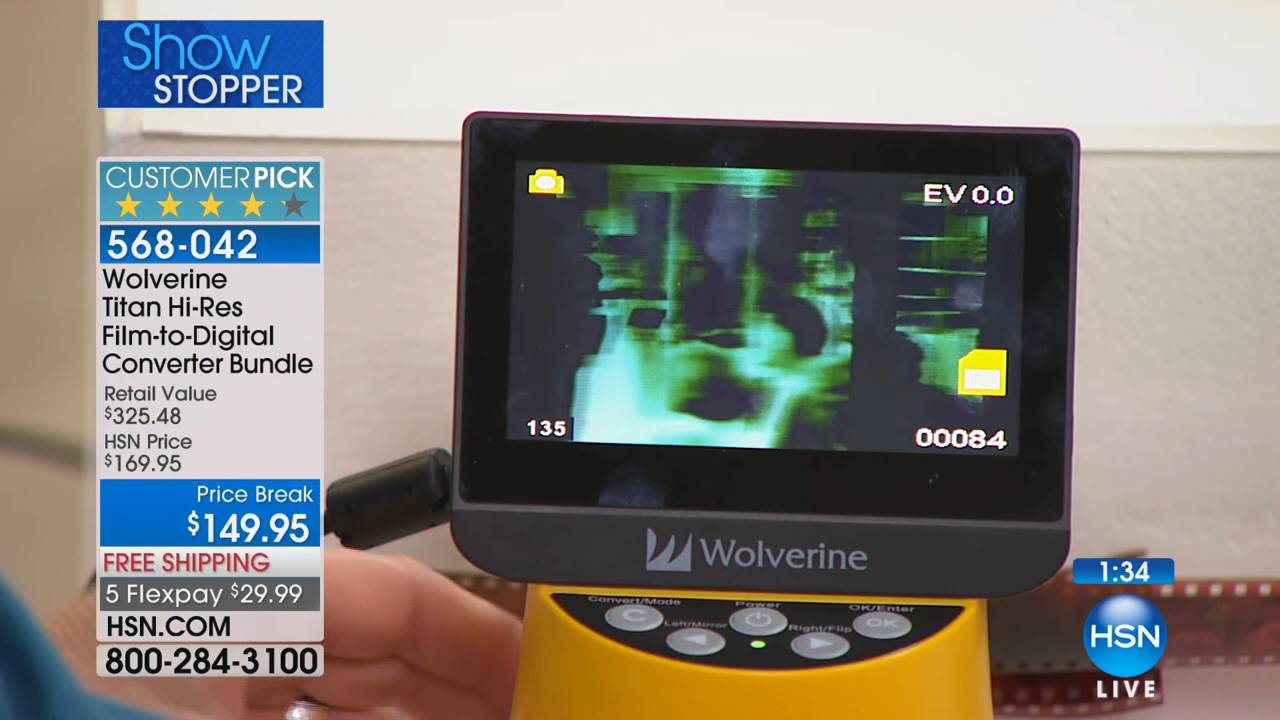 Show
STOPPER
CUSTOMER PICK
568-042
Wolverine
Titan Hi-Res
Film-to-Digital
Converter Bundle
Retail Value
$325.48
HSN Price
$169.95
Price Break
$149.95
FREE SHIPPING
5 Flexpay $29.99
HSN.COM
800-284-3100
EV 0.0
135
00084
Wolverine
Convert/Mode
Power
OK/Enter
C
OK
Left/Mirror
Right/Flip
1:34
HSN
LIVE